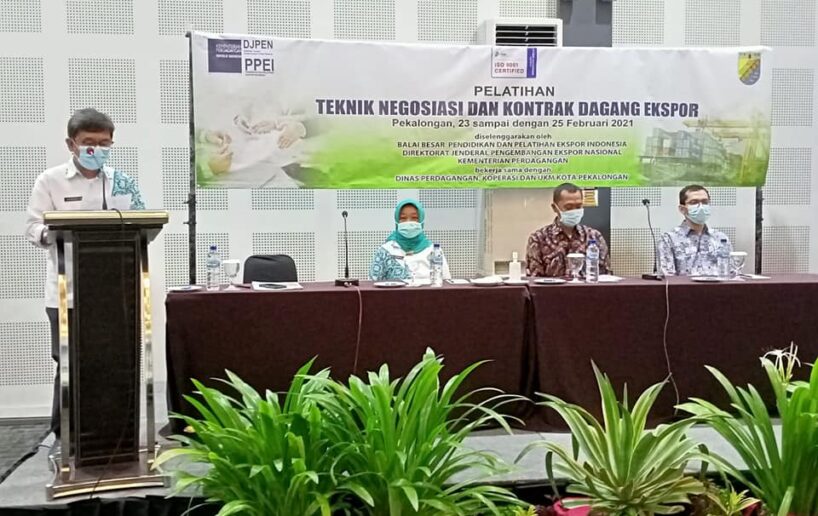 DJPEN
PPEI
ISO 9001
CERTIFIED
PELATIHAN
TEKNIK NEGOSIASI DAN KONTRAK DAGANG EKSPOR
Pekalongan, 23 sampai dengan 25 Februari 2021
diselenggarakan oleh
BALAI BESAR PENDIDIKAN DAN PELATIHAN EKSPOR INDONESIA
DIREKTORAT JENDERAL PENGEMBANGAN EKSPOR NASIONAL
KEMENTERIAN PERDAGANGAN
bekerja sama dengan
DINAS PERDAGANGAN, KOPERASI DAN UKM KOTA PEKALONGAN